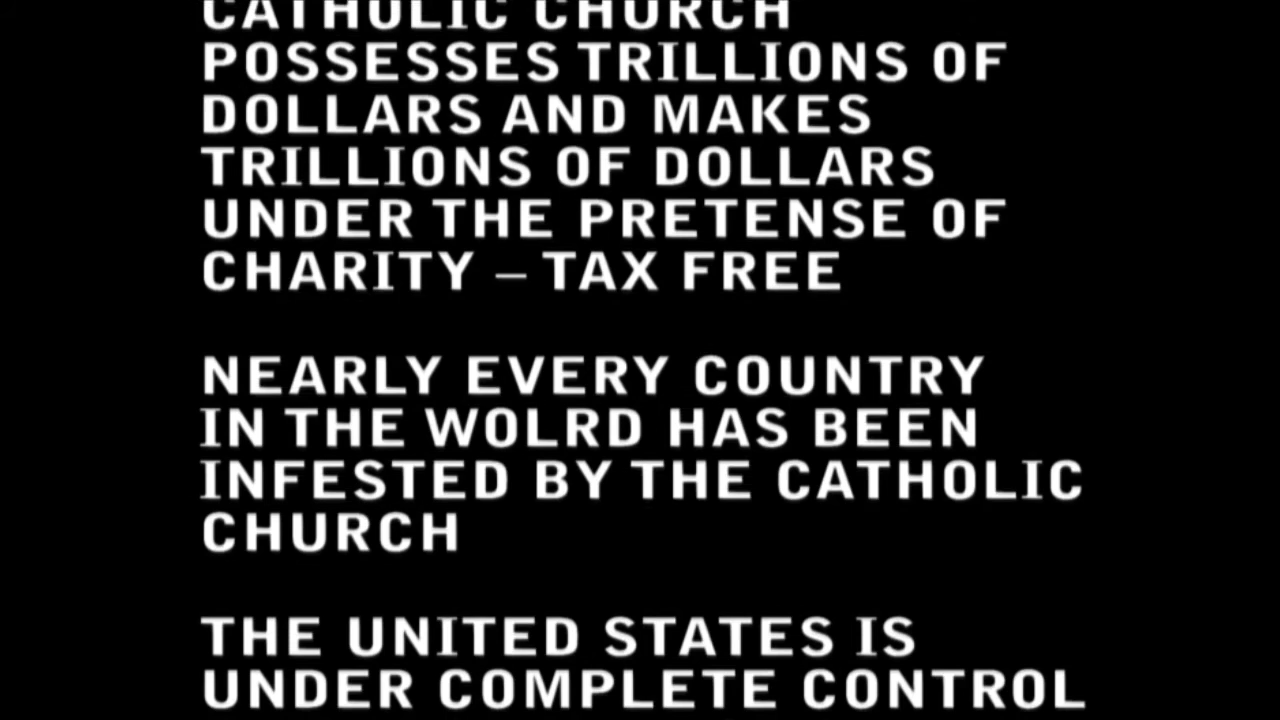 CATHOLIC CHURCH
POSSESSES TRILLIONS OF
DOLLARS AND MAKES
TRILLIONS OF DOLLARS
UNDER THE PRETENSE OF
CHARITY – TAX FREE
NEARLY EVERY COUNTRY
IN THE WOLRD HAS BEEN
INFESTED BY THE CATHOLIC
CHURCH
THE UNITED STATES IS
UNDER COMPLETE CONTROL